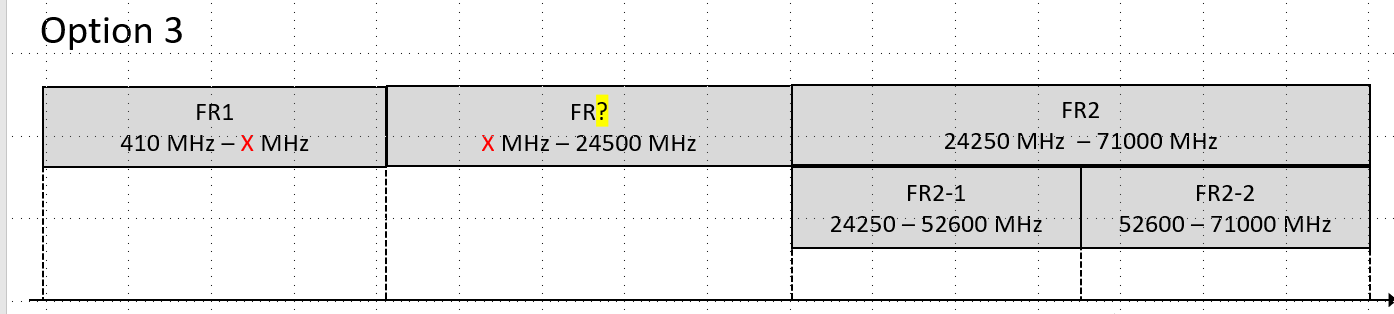 Option 3
FR1
410 MHz – X MHz
FR?
X MHz – 24500 MHz
FR2
24250 MHz – 71000 MHz
FR2-1
24250 – 52600 MHz
FR2-2
52600 – 71000 MHz